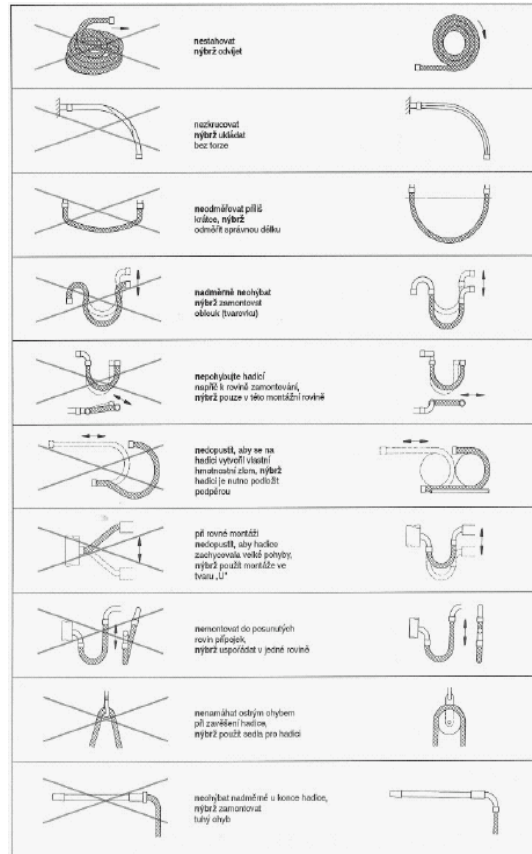 nestahovat
nýbrž odvíjet
nezkrucovat
nýbrž ukládat
bez torze
neodměřovat příliš
krátce, nýbrž
odměřit správnou délku
nadměrně neohýbat
nýbrž zamontovat
oblouk (tvarovku)
nepohybujte hadicí
napříč k rovině zamontování,
nýbrž pouze v této montážní rovině
nedopustit, aby se na
hadici vytvořil vlastní
hmotnostní zlom, nýbrž
hadici je nutno podložit
podpěrou
při rovné montáži
nedopustit, aby hadice
zachycovala velké pohyby,
nýbrž použít montáže ve
tvaru „U"
nemontovat do posunutých
rovin přípojek,
nýbrž uspořádat v jedné rovině
nenamáhat ostrým ohybem
při zavěšení hadice,
nýbrž použít sedla pro hadici
neohýbat nadměrně u konce hadice,
nýbrž zamontovat
tuhý ohyb